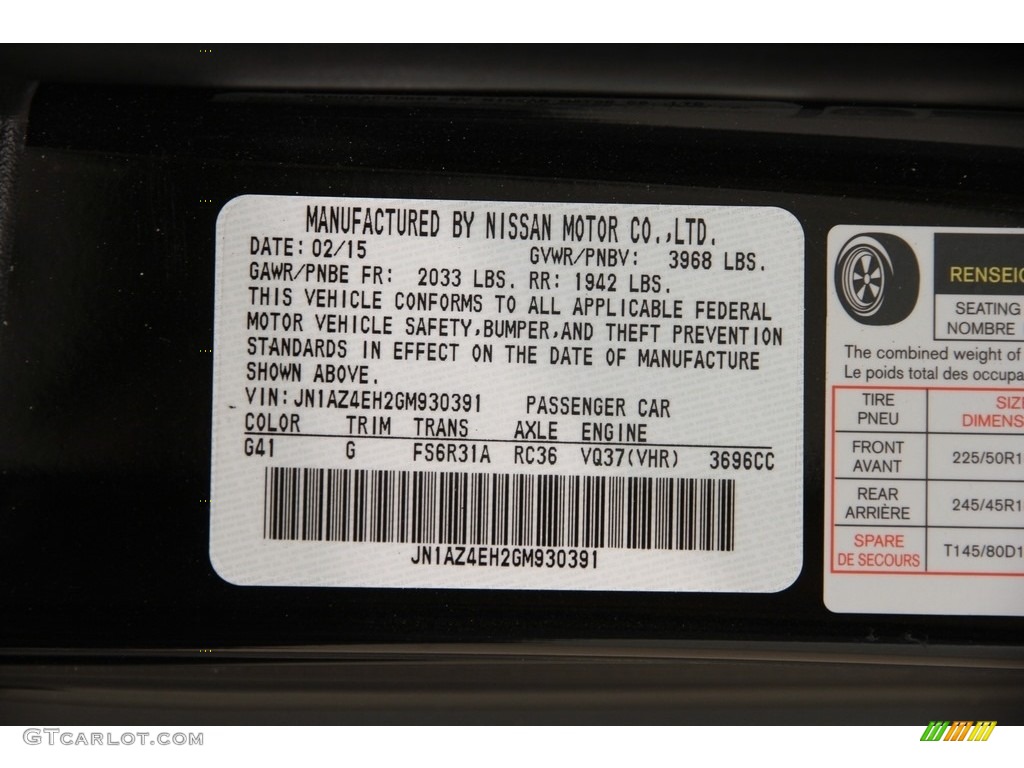 MANUFACTURED BY NISSAN MOTOR CO.,LTD.
DATE: 02/15 GVWR/PNBV: 3968 LBS.
GAWR/PNBE FR: 2033 LBS. RR: 1942 LBS.
THIS VEHICLE CONFORMS TO ALL APPLICABLE FEDERAL
MOTOR VEHICLE SAFETY,BUMPER,AND THEFT PREVENTION
STANDARDS IN EFFECT ON THE DATE OF MANUFACTURE
SHOWN ABOVE.
VIN:JN1AZ4EH2GM930391 PASSENGER CAR
COLOR TRIM TRANS AXLE ENGINE
G41 G FS6R31A RC36 VQ37(VHR) 3696CC
JN1AZ4EH2GM930391
RENSEIG
SEATING
NOMBRE
The combined weight of
Le poids total des occupa
TIRE
PNEU
SIZE
DIMENS
FRONT
AVANT
225/50R1
REAR
ARRIÈRE
245/45R1
SPARE
DE SECOURS
T145/80D1
GTCarlot.com